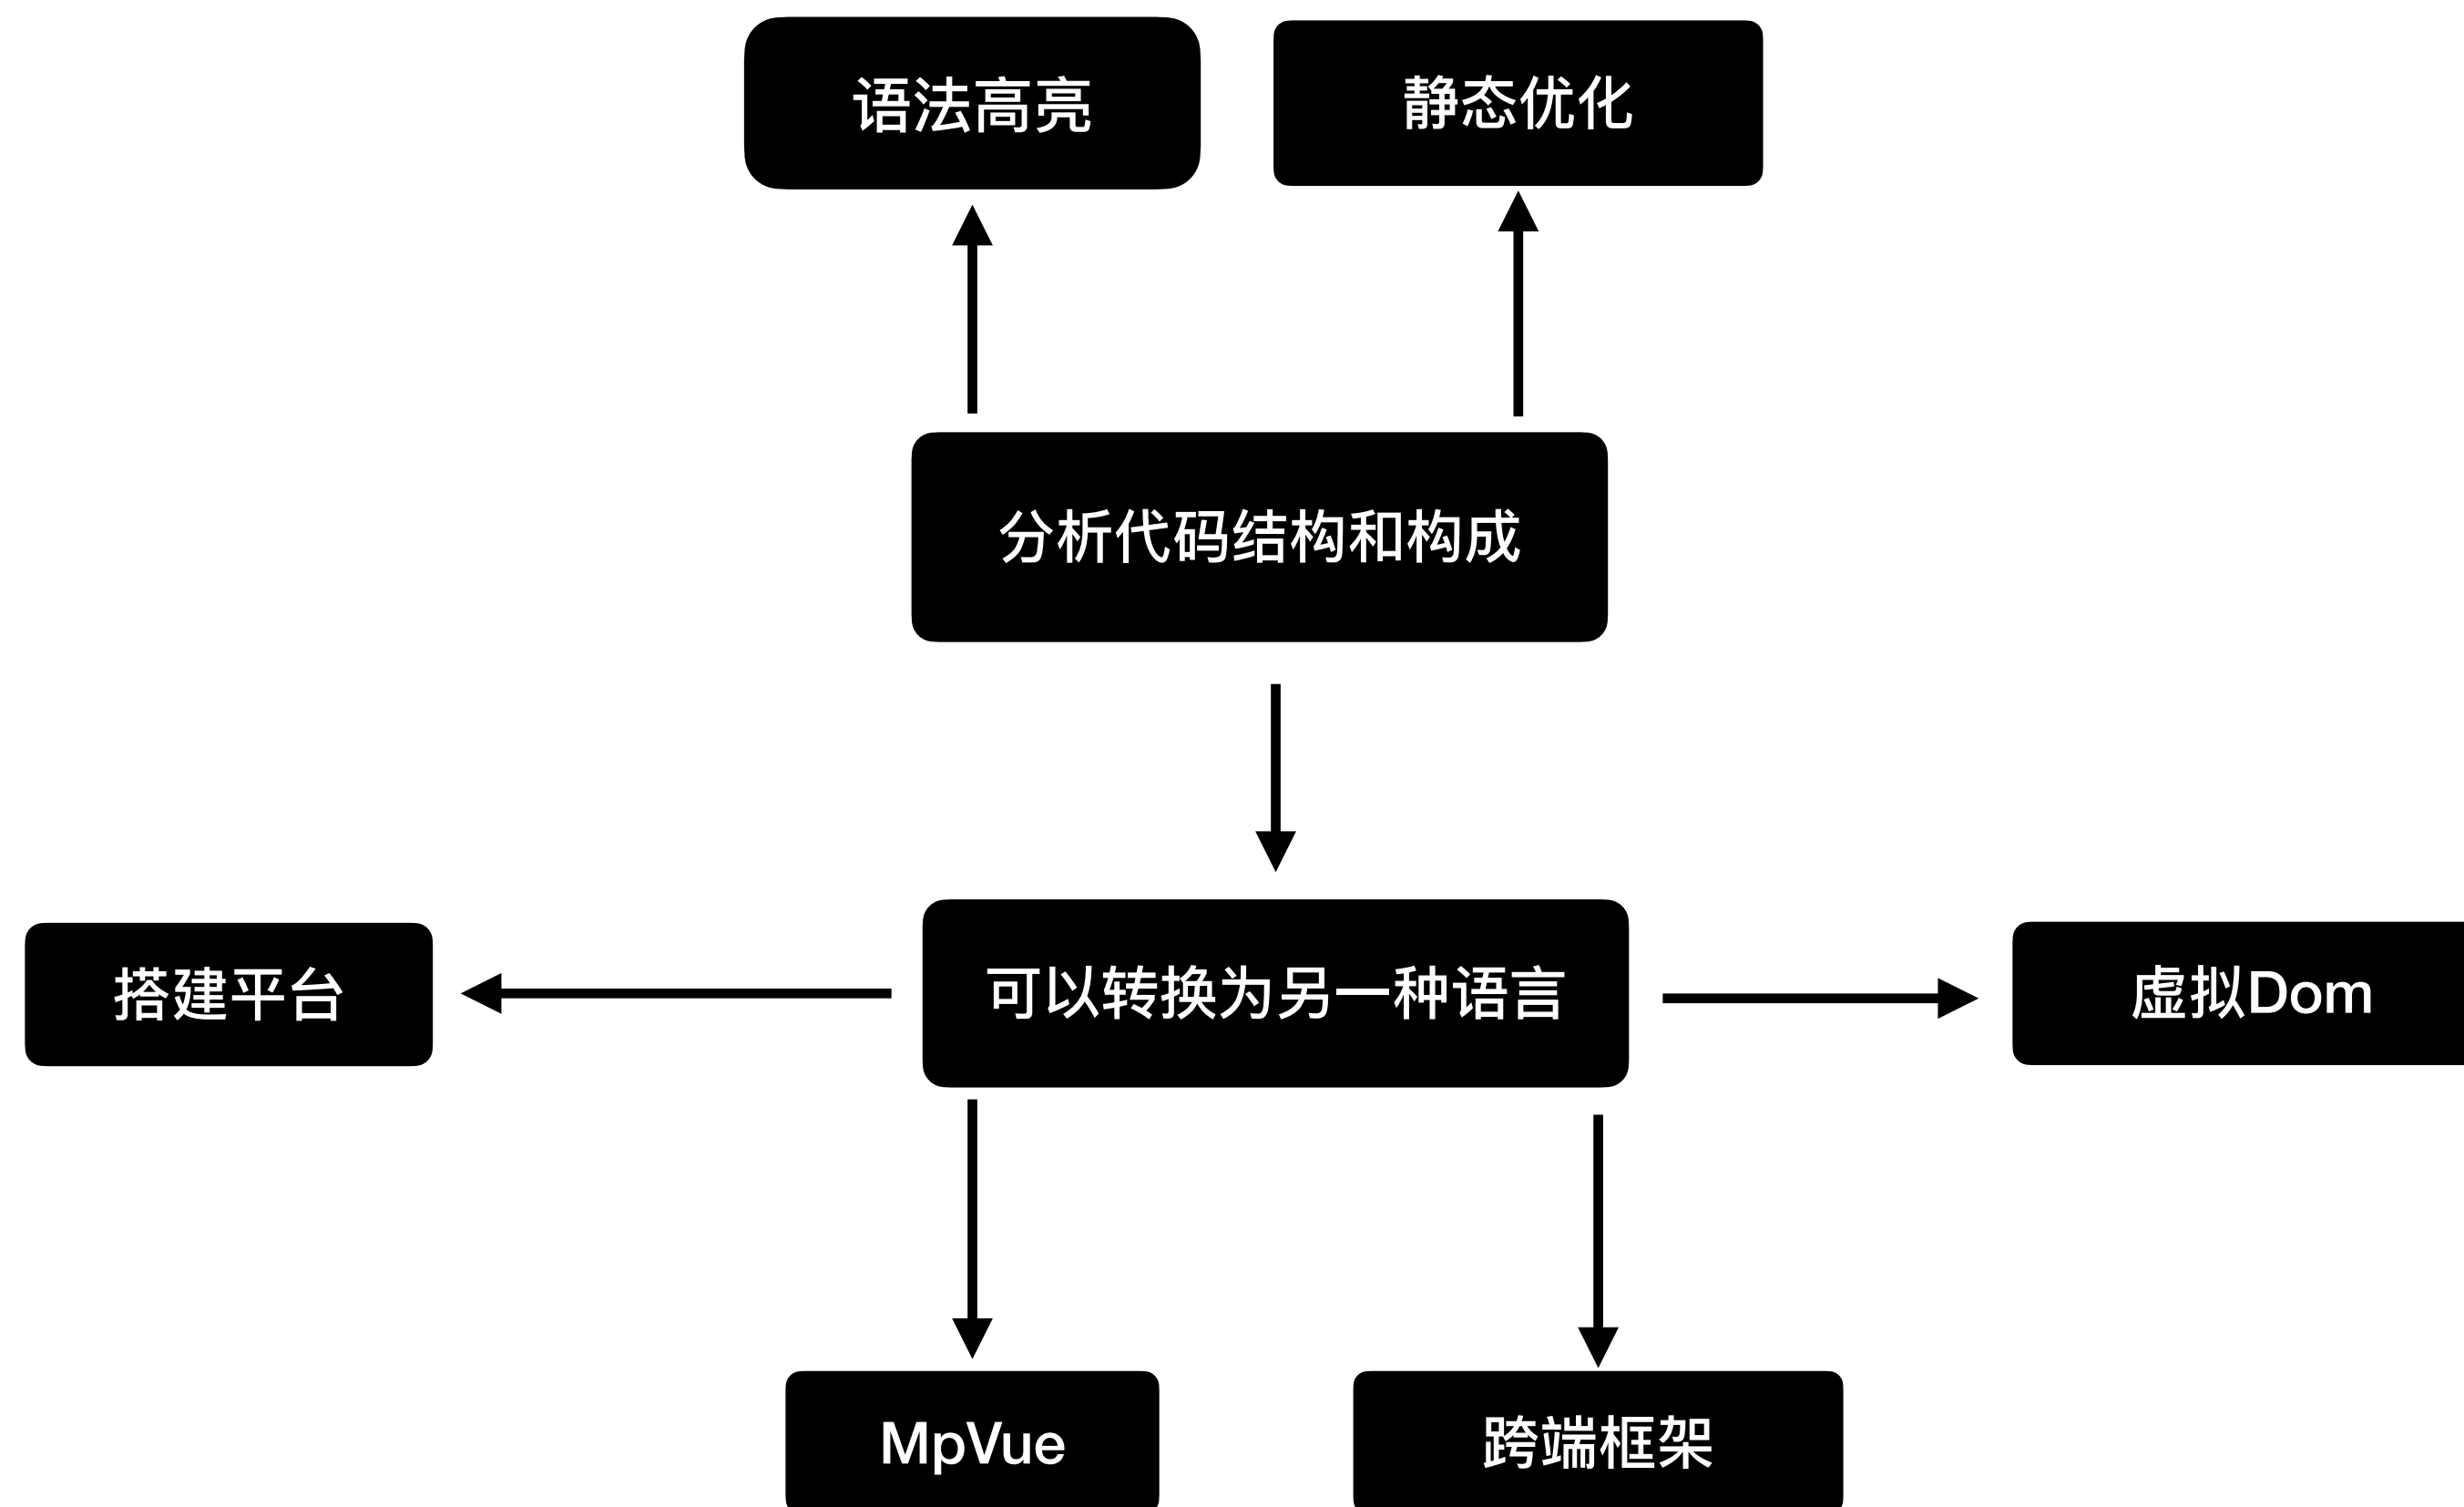 语法高亮
静态优化
分析代码结构和构成
搭建平台
可以转换为另一种语言
虚拟Dom
MpVue
跨端框架